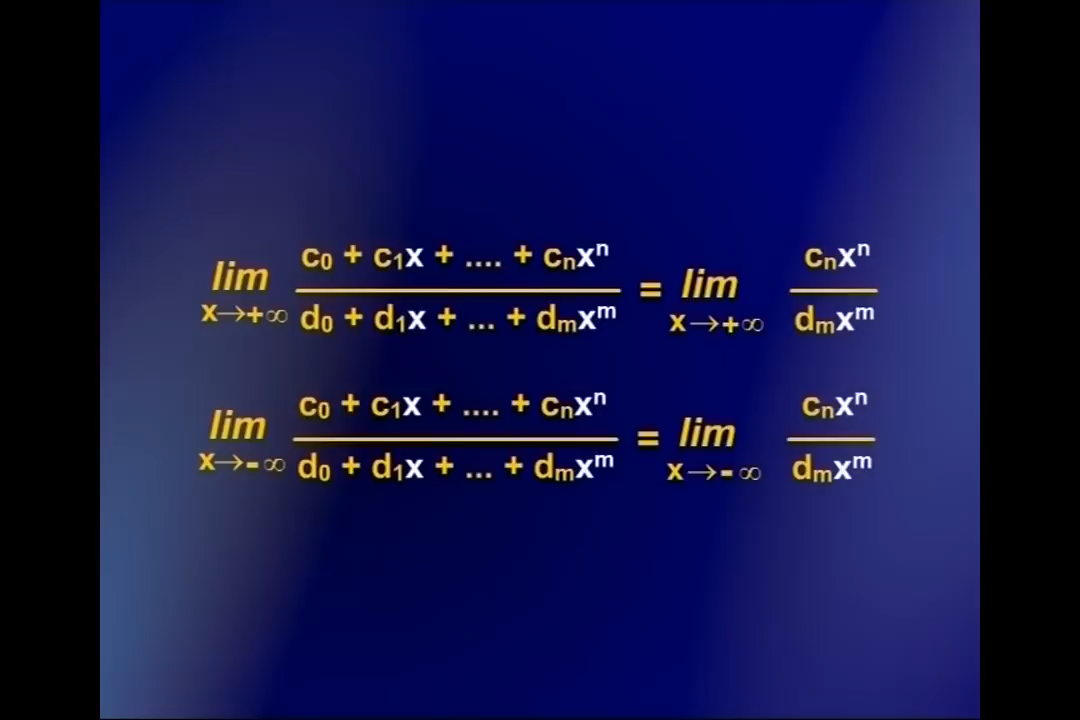 lim x→+∞ (c₀ + c₁x + .... + cₙxⁿ) / (d₀ + d₁x + ... + dₘxᵐ) = lim x→+∞ cₙxⁿ / dₘxᵐ
lim x→-∞ (c₀ + c₁x + .... + cₙxⁿ) / (d₀ + d₁x + ... + dₘxᵐ) = lim x→-∞ cₙxⁿ / dₘxᵐ